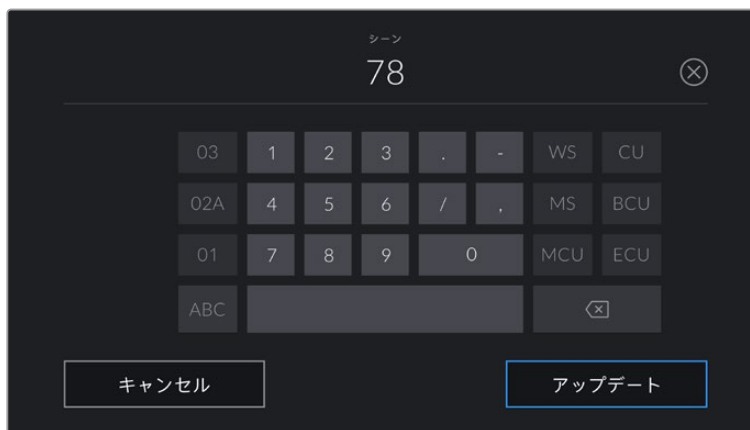 シーン
78
03 1 2 3 . - WS CU
02A 4 5 6 / , MS BCU
01 7 8 9 0 MCU ECU
ABC
キャンセル アップデート